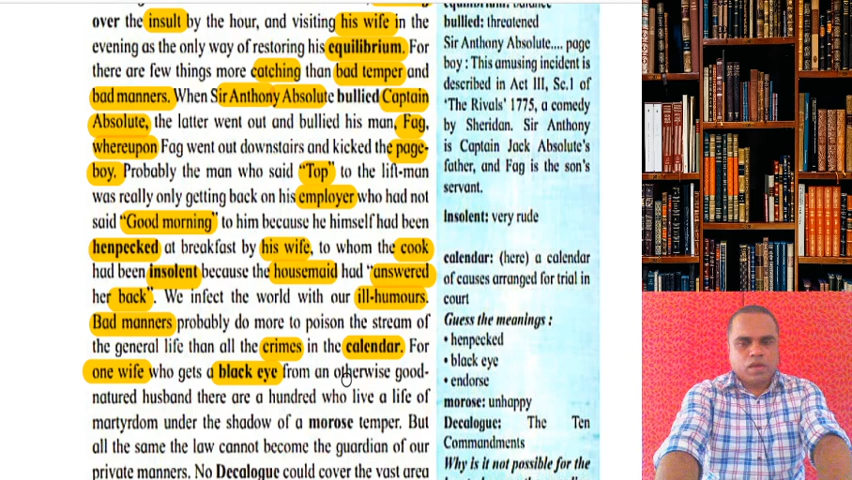 over the insult by the hour, and visiting his wife in the
evening as the only way of restoring his equilibrium. For
there are few things more catching than bad temper and
bad manners. When Sir Anthony Absolute bullied Captain
Absolute, the latter went out and bullied his man, Fag,
whereupon Fag went out downstairs and kicked the page-
boy. Probably the man who said “Top” to the lift-man
was really only getting back on his employer who had not
said “Good morning” to him because he himself had been
henpecked at breakfast by his wife, to whom the cook
had been insolent because the housemaid had “answered
her back”. We infect the world with our ill-humours.
Bad manners probably do more to poison the stream of
the general life than all the crimes in the calendar. For
one wife who gets a black eye from an otherwise good-
natured husband there are a hundred who live a life of
martyrdom under the shadow of a morose temper. But
all the same the law cannot become the guardian of our
private manners. No Decalogue could cover the vast area
equilibrium: balance
bullied: threatened
Sir Anthony Absolute.... page
boy : This amusing incident is
described in Act III, Sc.1 of
‘The Rivals’ 1775, a comedy
by Sheridan. Sir Anthony
is Captain Jack Absolute's
father, and Fag is the son's
servant.
Insolent: very rude
calendar: (here) a calendar
of causes arranged for trial in
court
Guess the meanings :
• henpecked
• black eye
• endorse
morose: unhappy
Decalogue: The Ten
Commandments
Why is it not possible for the